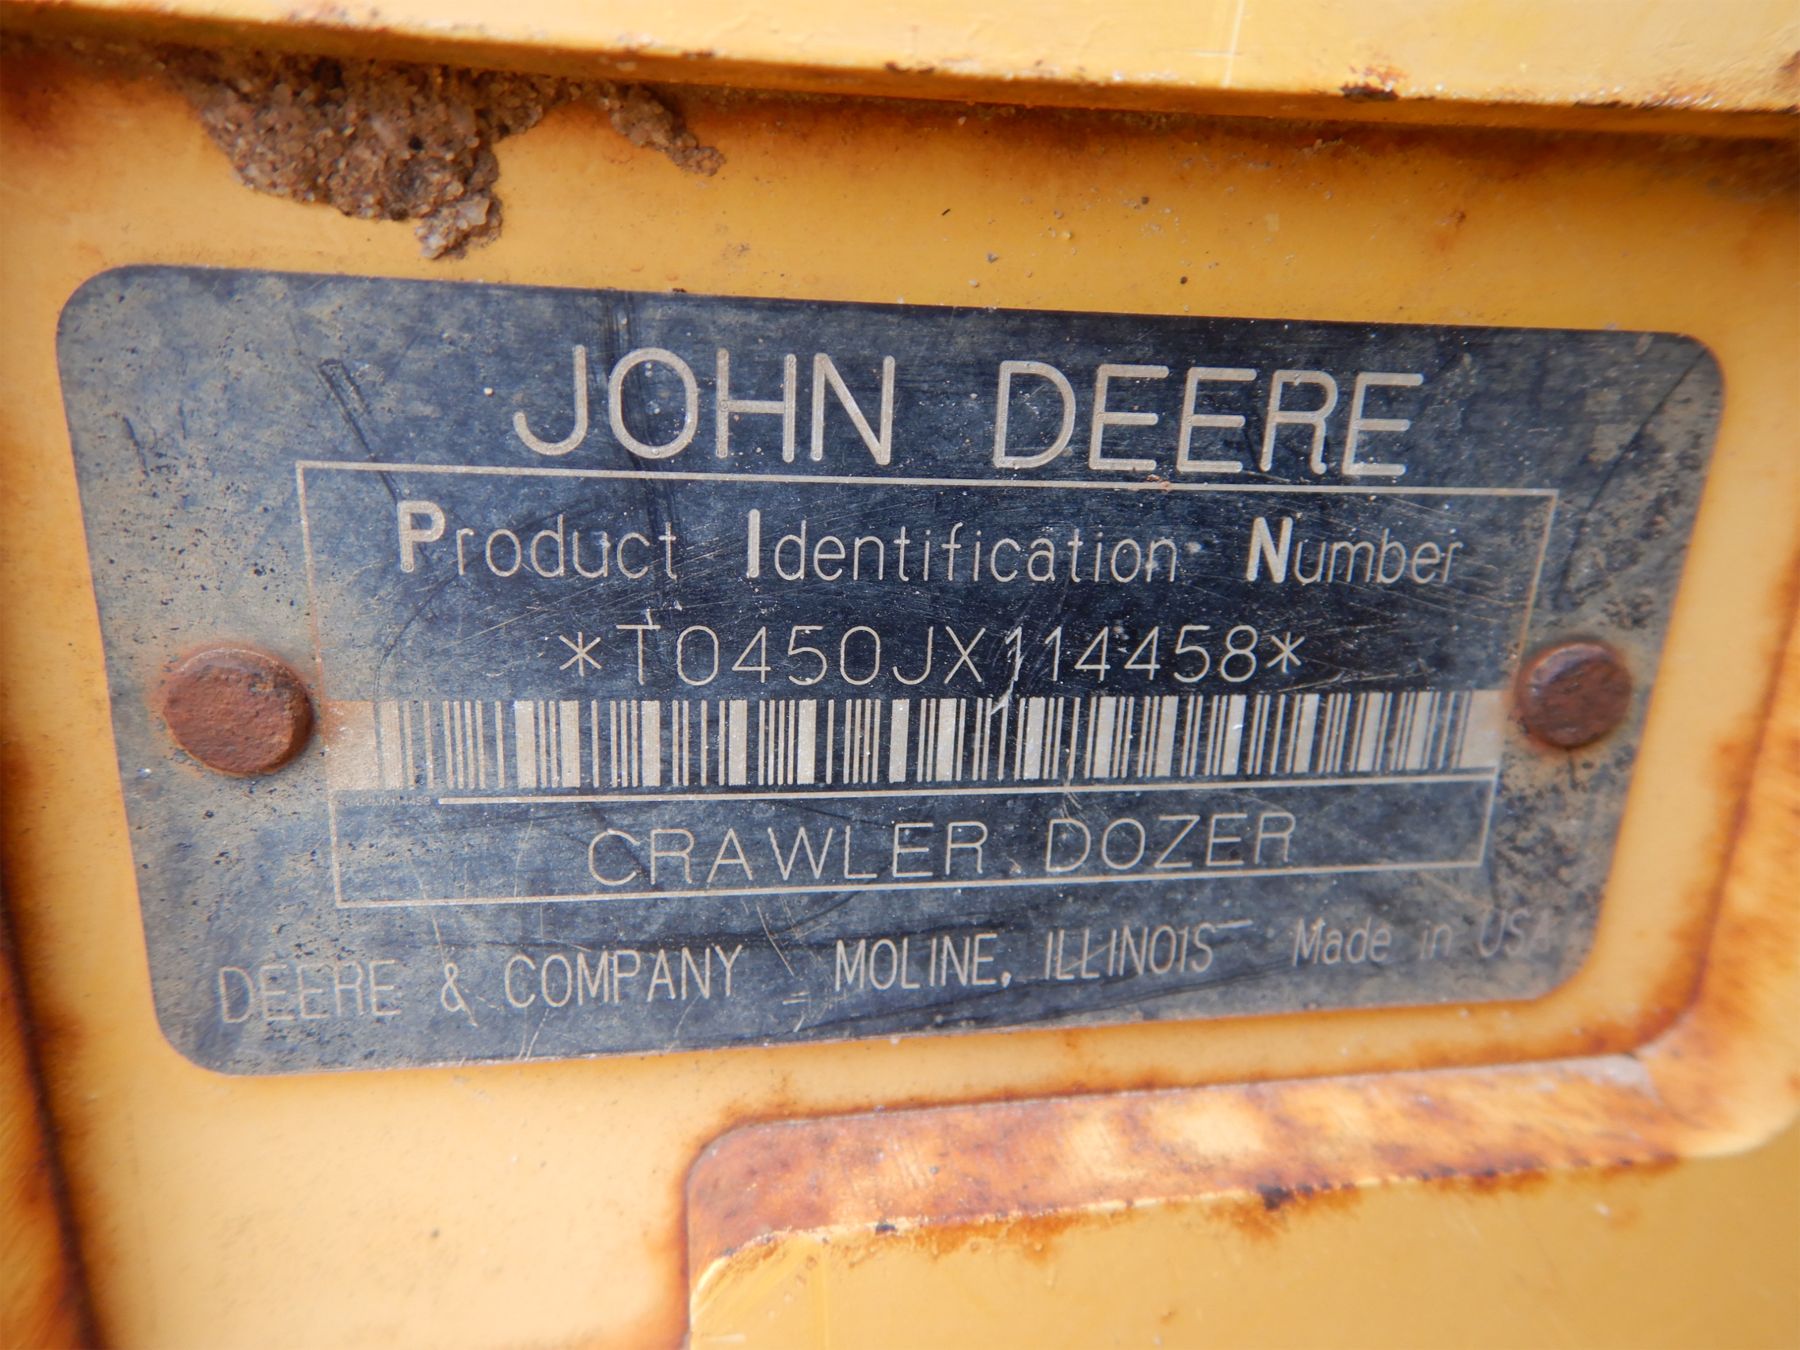 JOHN DEERE
Product Identification Number
*T0450JX114458*
CRAWLER DOZER
DEERE & COMPANY MOLINE, ILLINOIS Made in USA